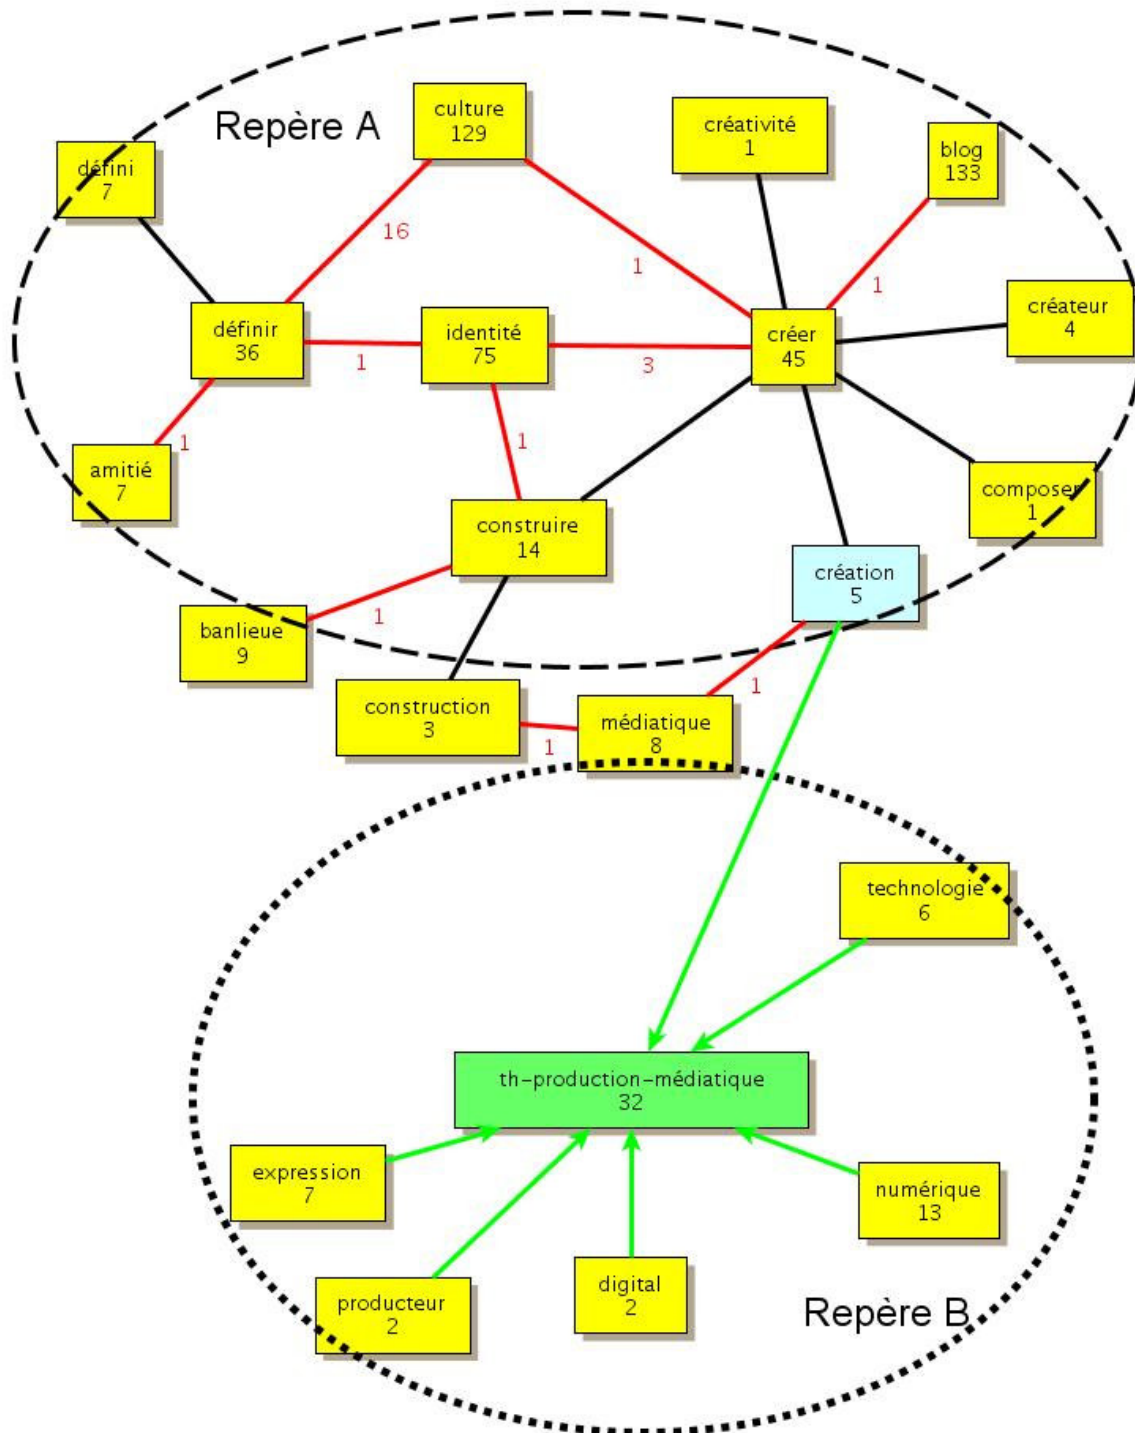 culture
129
Repère A
créativité
1
blog
133
défini
7
16
1
1
créateur
4
définir
36
1
identité
75
3
créer
45
1
amitié
7
1
composer
1
construire
14
création
5
banlieue
9
1
1
construction
3
1
médiatique
8
technologie
6
th-production-médiatique
32
expression
7
numérique
13
producteur
2
digital
2
Repère B